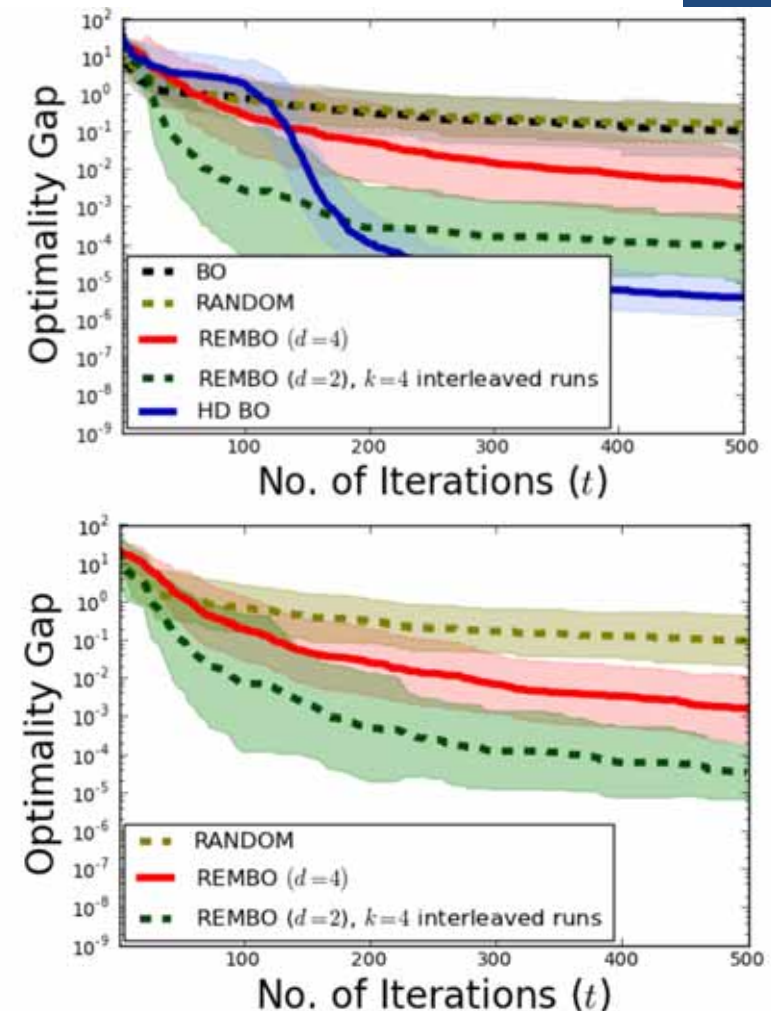 Optimality Gap
10^2
10^1
10^0
10^-1
10^-2
10^-3
10^-4
10^-5
10^-6
10^-7
10^-8
10^-9
BO
RANDOM
REMBO (d=4)
REMBO (d=2), k=4 interleaved runs
HD BO
100 200 300 400 500
No. of Iterations (t)
Optimality Gap
10^2
10^1
10^0
10^-1
10^-2
10^-3
10^-4
10^-5
10^-6
10^-7
10^-8
10^-9
RANDOM
REMBO (d=4)
REMBO (d=2), k=4 interleaved runs
100 200 300 400 500
No. of Iterations (t)